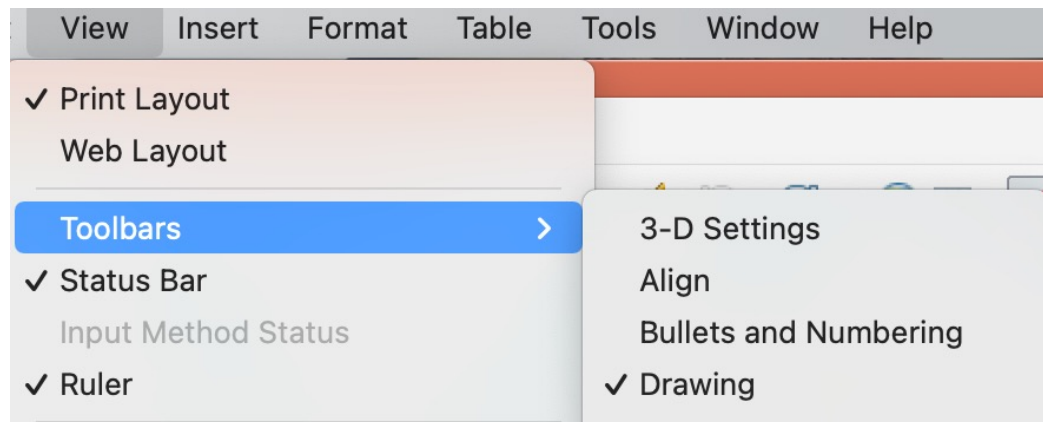 View Insert Format Table Tools Window Help
Print Layout
Web Layout
Toolbars
Status Bar
Input Method Status
Ruler
3-D Settings
Align
Bullets and Numbering
Drawing